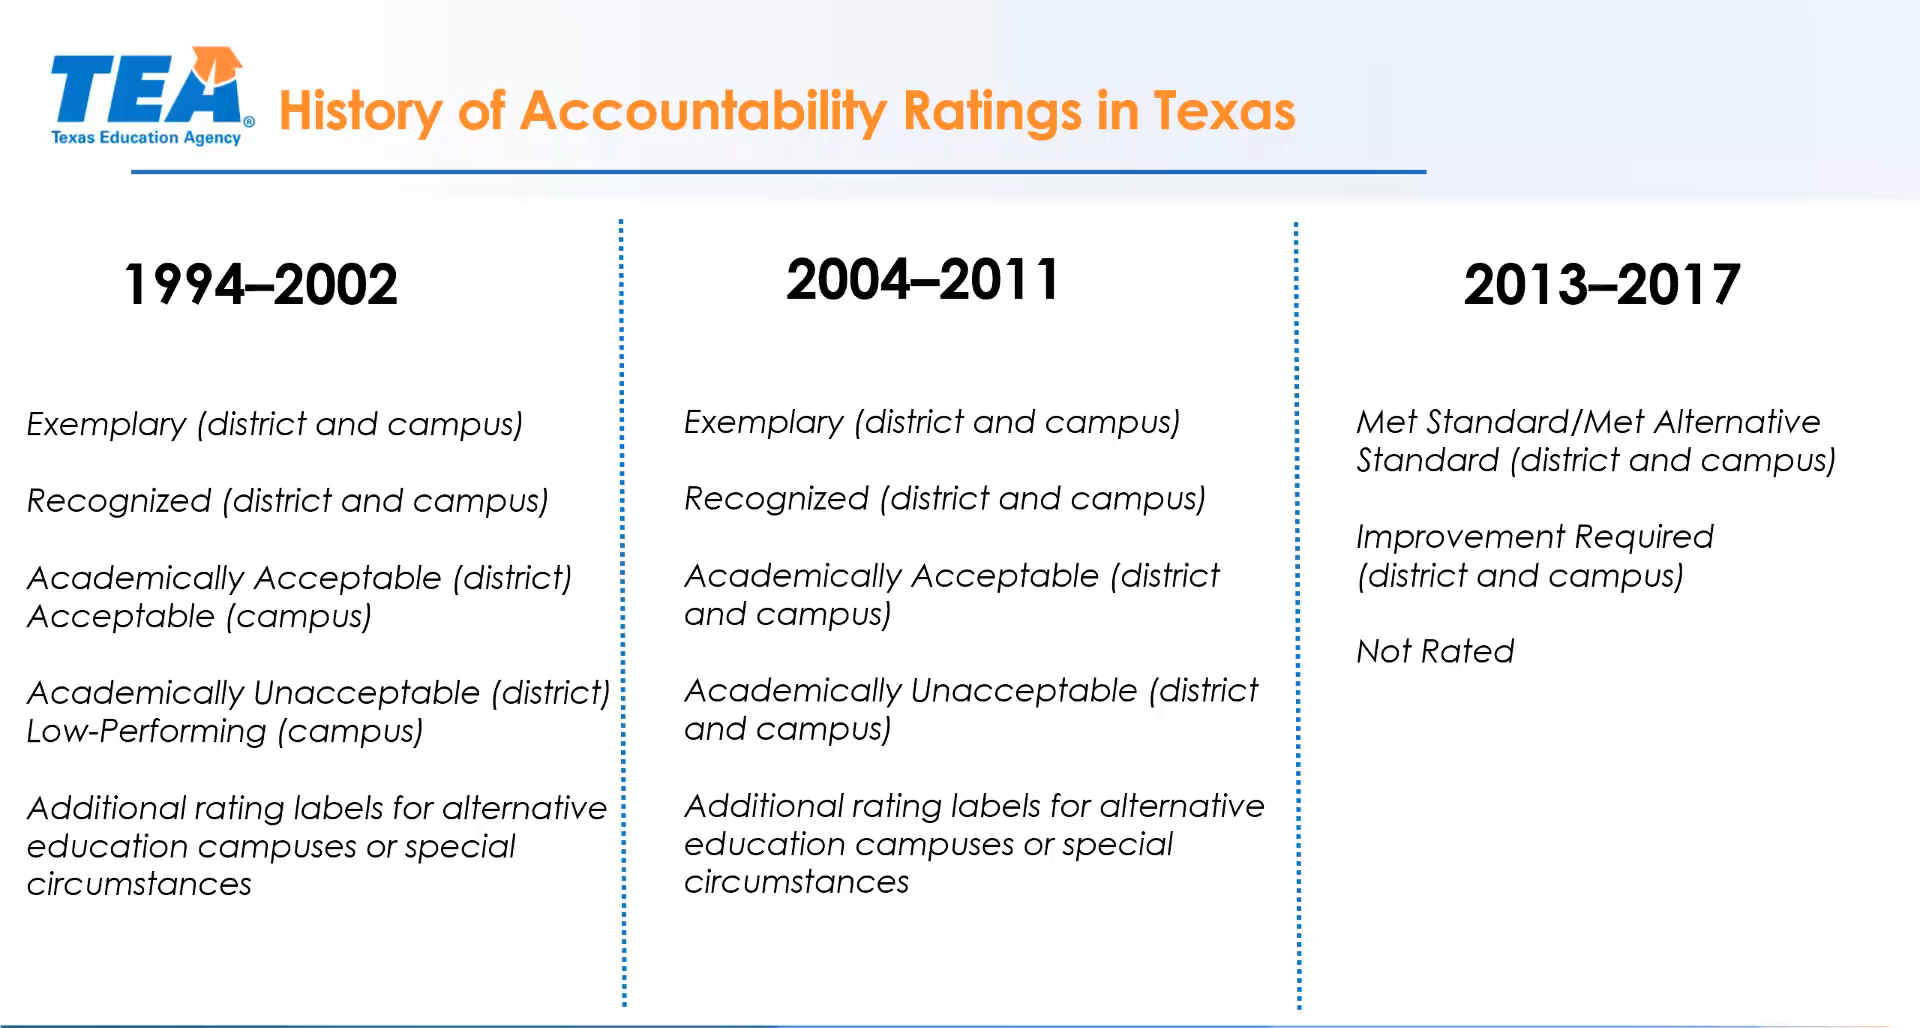 TEA®
Texas Education Agency
History of Accountability Ratings in Texas
1994–2002
Exemplary (district and campus)
Recognized (district and campus)
Academically Acceptable (district)
Acceptable (campus)
Academically Unacceptable (district)
Low-Performing (campus)
Additional rating labels for alternative
education campuses or special
circumstances
2004–2011
Exemplary (district and campus)
Recognized (district and campus)
Academically Acceptable (district
and campus)
Academically Unacceptable (district
and campus)
Additional rating labels for alternative
education campuses or special
circumstances
2013–2017
Met Standard/Met Alternative
Standard (district and campus)
Improvement Required
(district and campus)
Not Rated